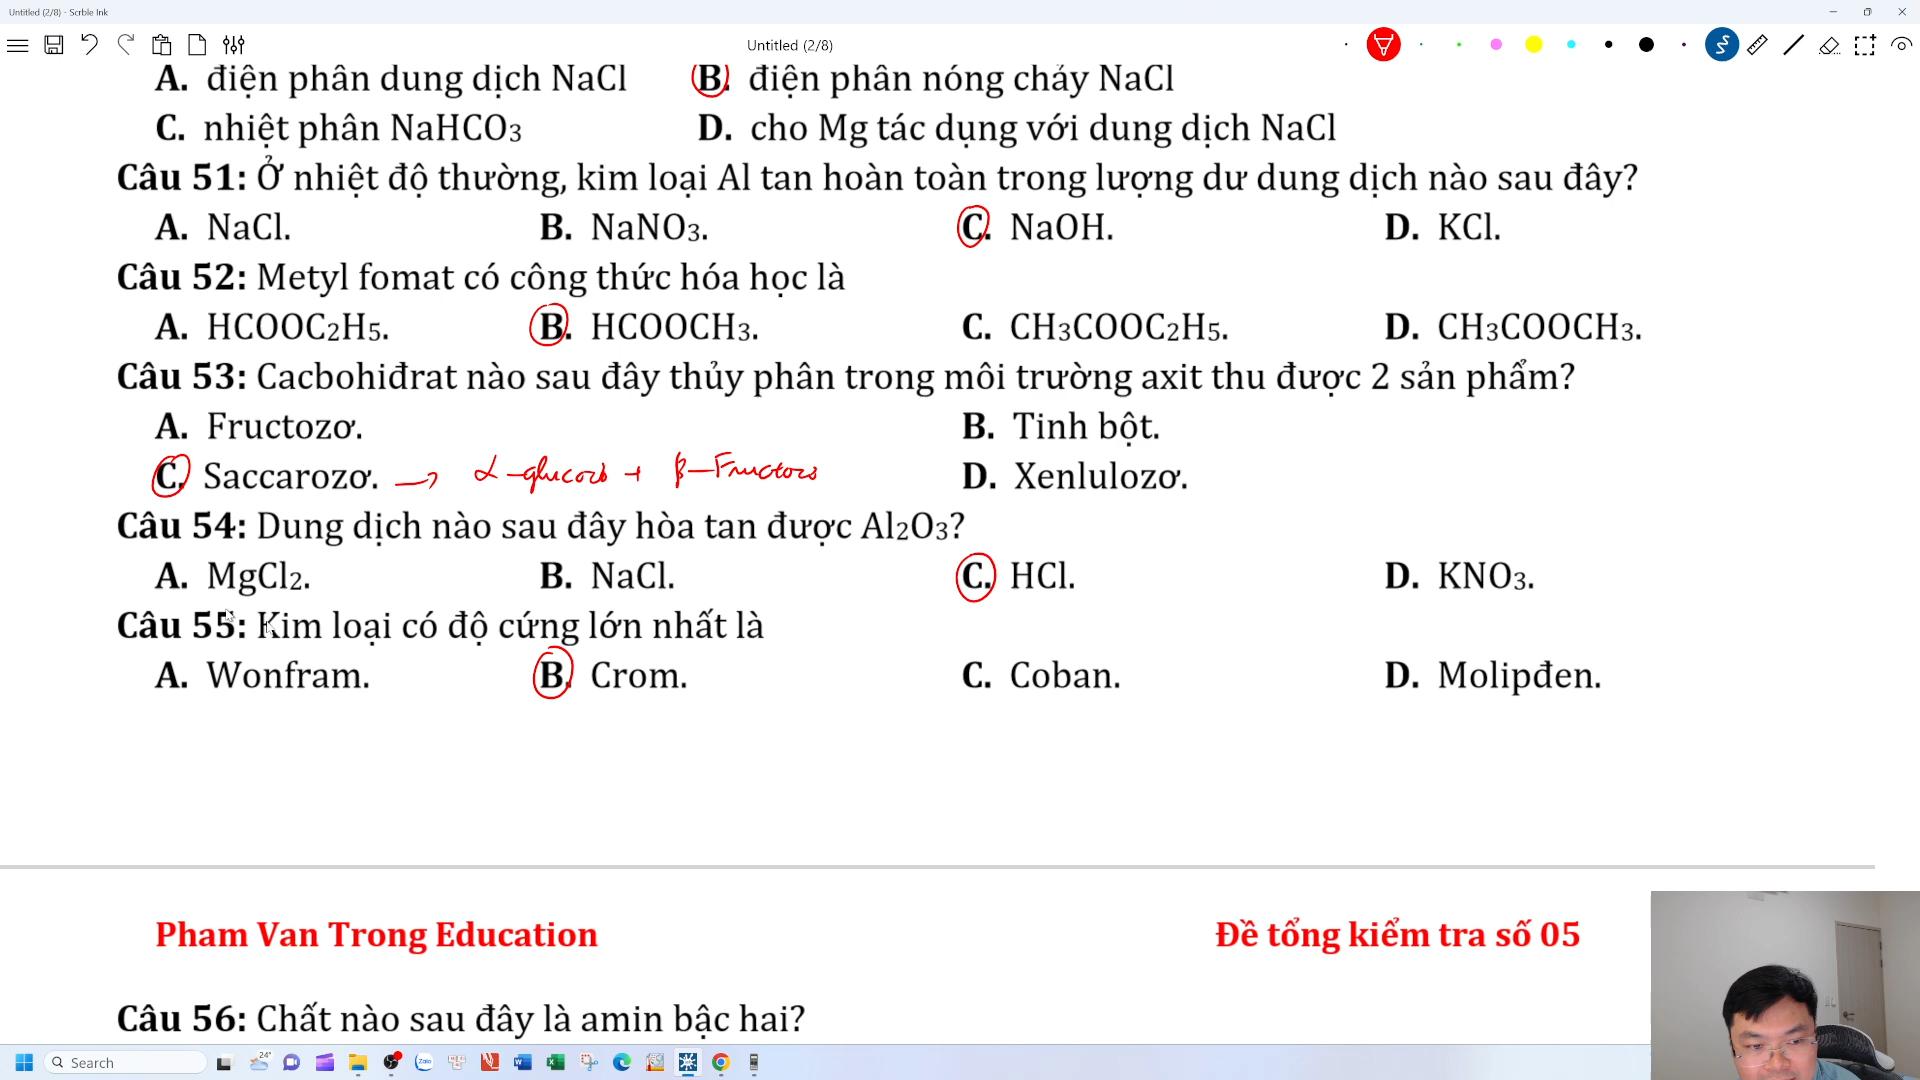 Untitled (2/8) - Scrble Ink
Untitled (2/8)
A. điện phân dung dịch NaCl B. điện phân nóng chảy NaCl
C. nhiệt phân NaHCO3 D. cho Mg tác dụng với dung dịch NaCl
Câu 51: Ở nhiệt độ thường, kim loại Al tan hoàn toàn trong lượng dư dung dịch nào sau đây?
A. NaCl. B. NaNO3. C. NaOH. D. KCl.
Câu 52: Metyl fomat có công thức hóa học là
A. HCOOC2H5. B. HCOOCH3. C. CH3COOC2H5. D. CH3COOCH3.
Câu 53: Cacbohiđrat nào sau đây thủy phân trong môi trường axit thu được 2 sản phẩm?
A. Fructozơ. B. Tinh bột.
C. Saccarozơ. → α-glucozơ + β-Fructozơ D. Xenlulozơ.
Câu 54: Dung dịch nào sau đây hòa tan được Al2O3?
A. MgCl2. B. NaCl. C. HCl. D. KNO3.
Câu 55: Kim loại có độ cứng lớn nhất là
A. Wonfram. B. Crom. C. Coban. D. Molipđen.
Pham Van Trong Education Đề tổng kiểm tra số 05
Câu 56: Chất nào sau đây là amin bậc hai?
Search 24° Zalo